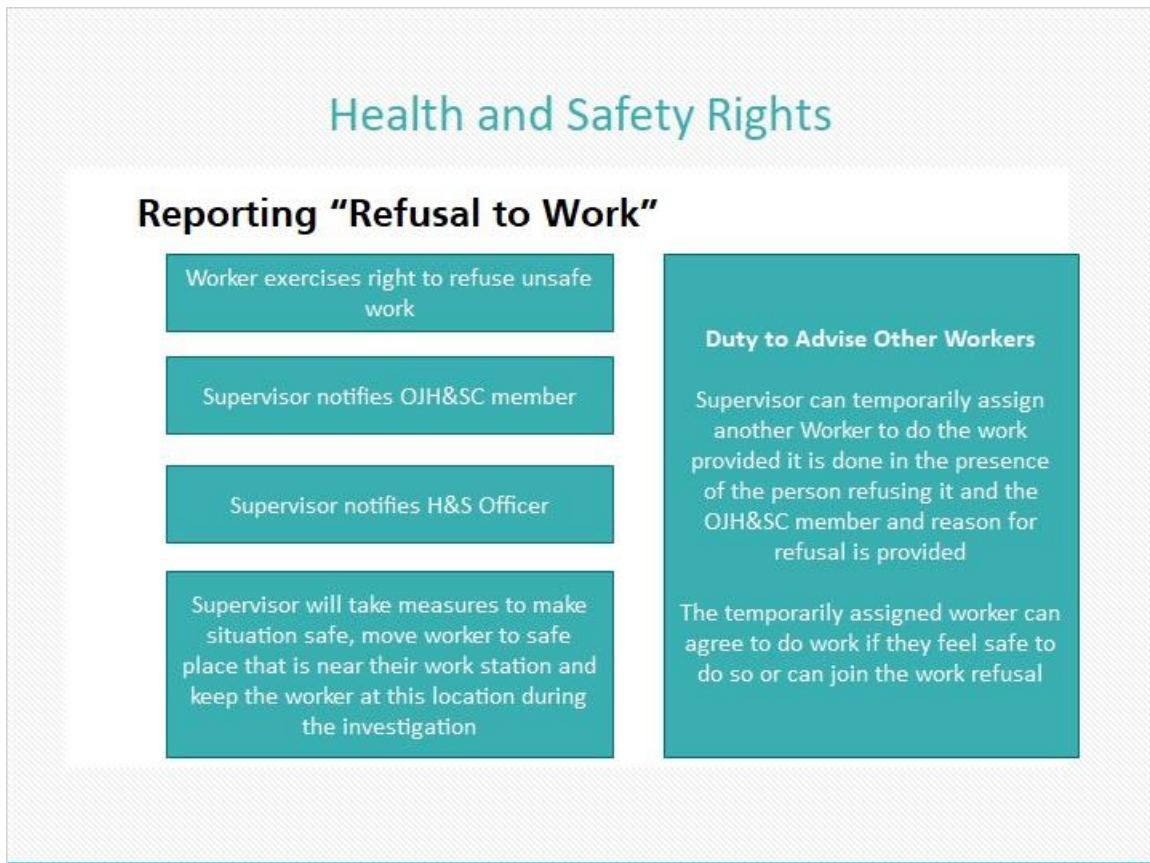 Health and Safety Rights
Reporting “Refusal to Work”
Worker exercises right to refuse unsafe
work
Supervisor notifies OJH&SC member
Supervisor notifies H&S Officer
Supervisor will take measures to make
situation safe, move worker to safe
place that is near their work station and
keep the worker at this location during
the investigation
Duty to Advise Other Workers
Supervisor can temporarily assign
another Worker to do the work
provided it is done in the presence
of the person refusing it and the
OJH&SC member and reason for
refusal is provided
The temporarily assigned worker can
agree to do work if they feel safe to
do so or can join the work refusal